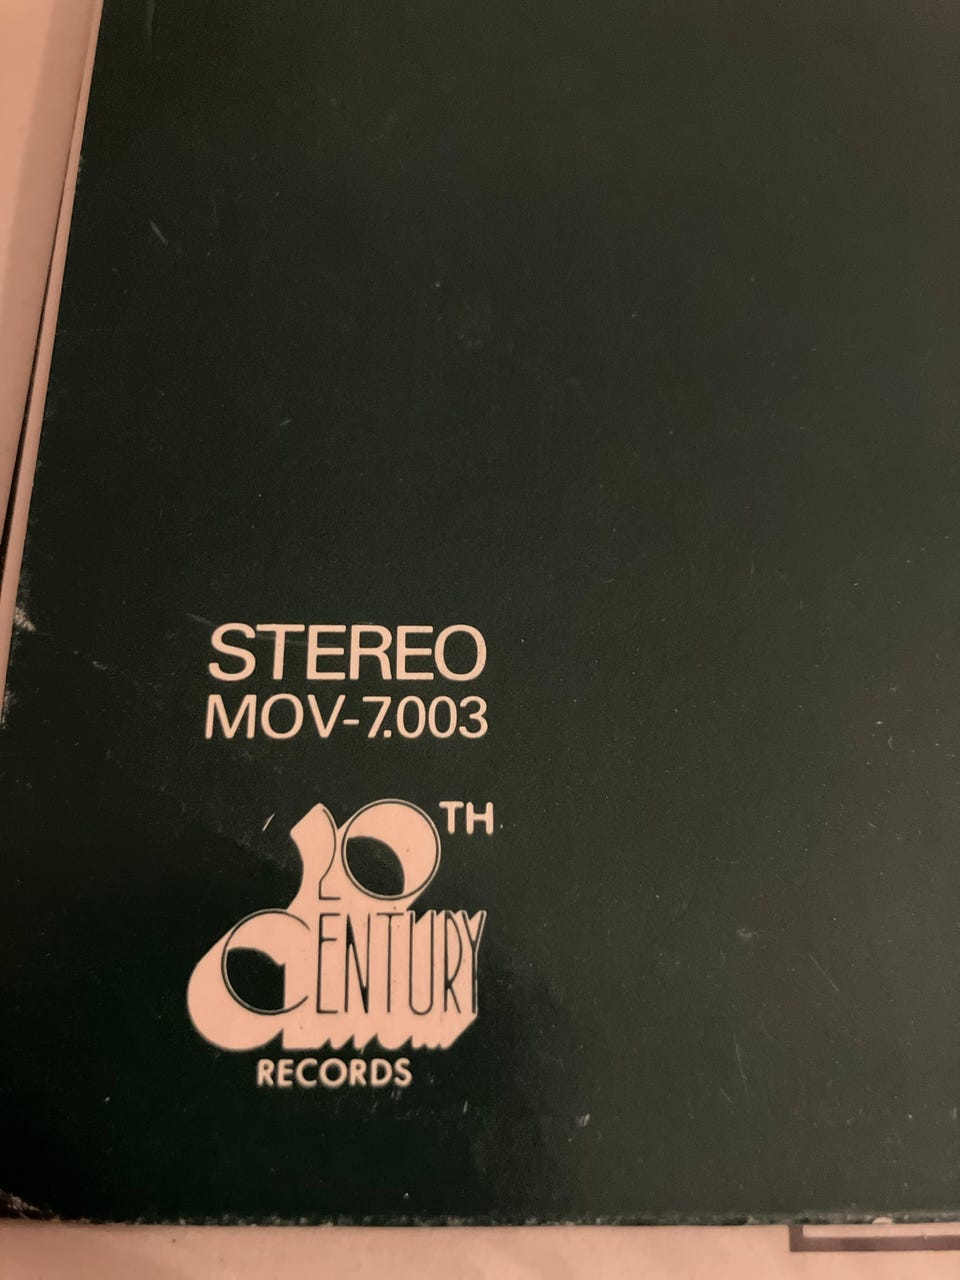 STEREO
MOV-7.003
20TH
CENTURY
RECORDS